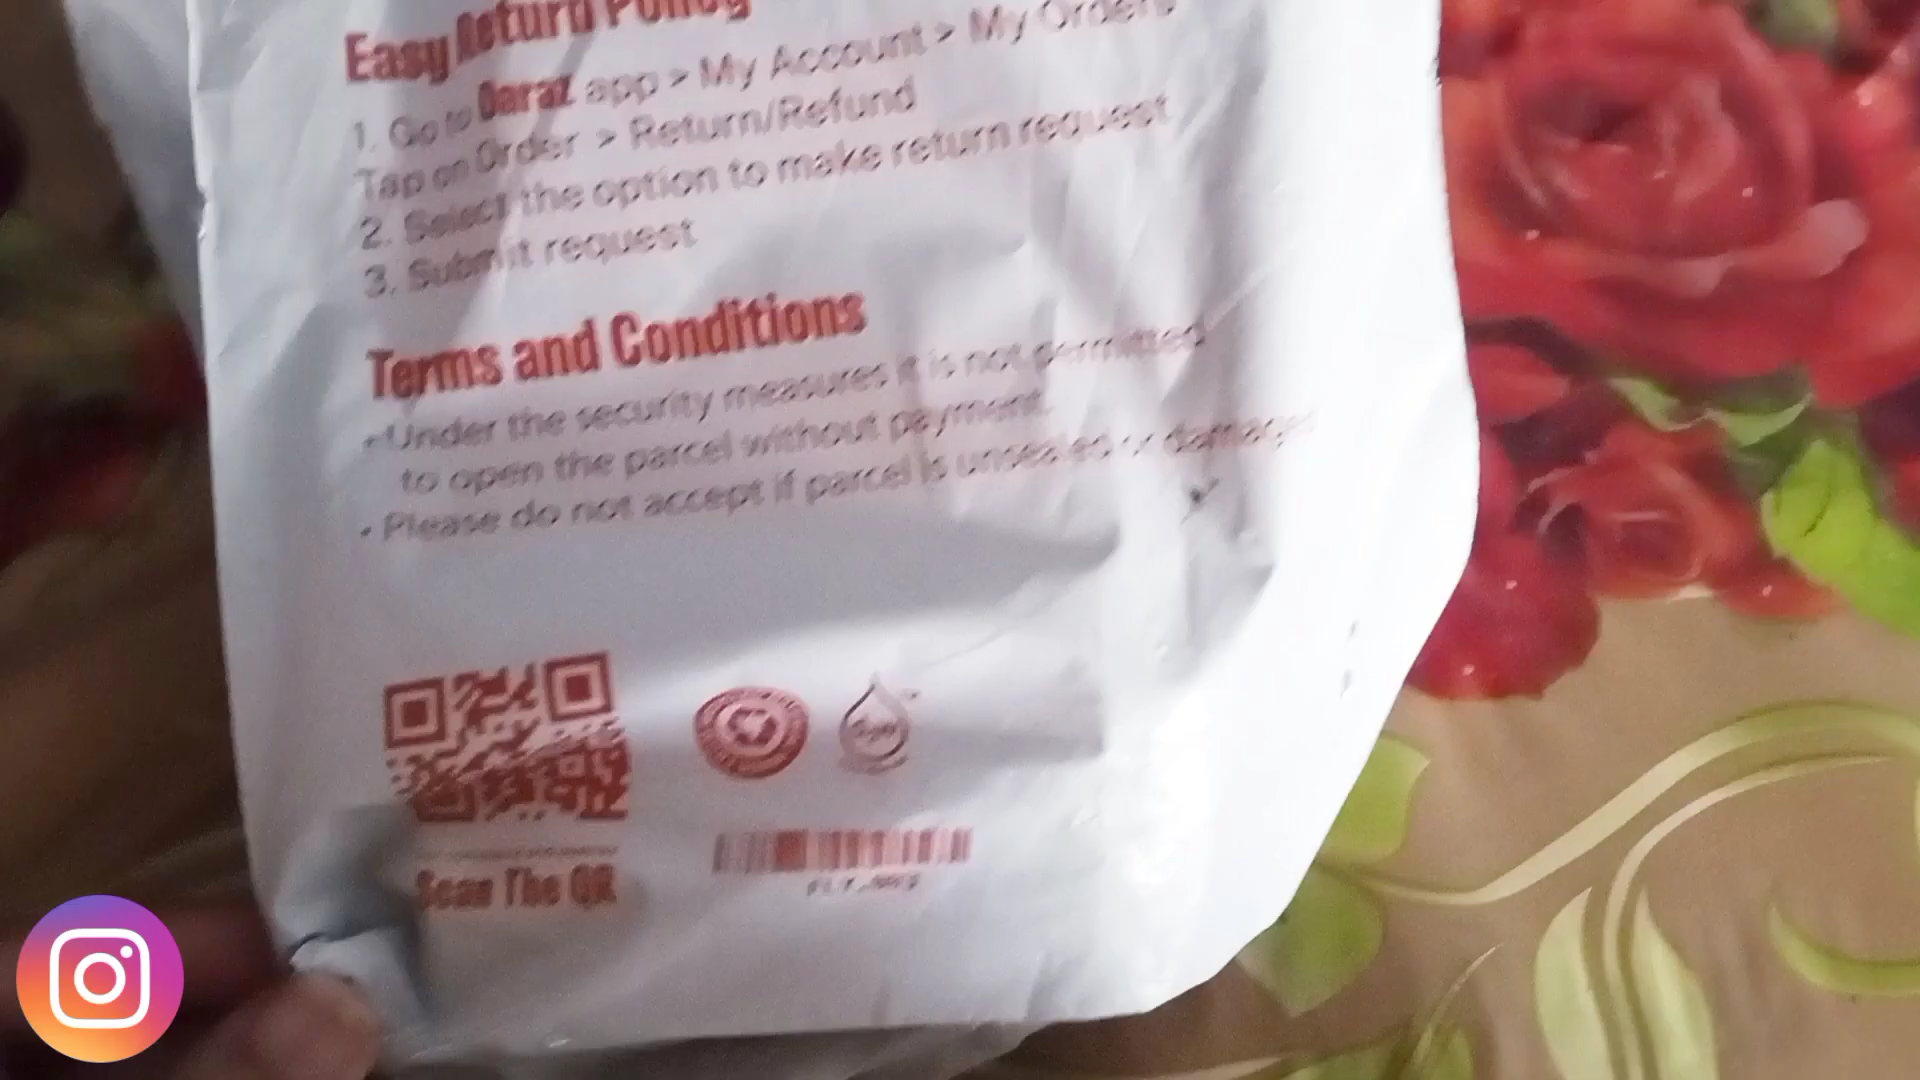 Easy Return Policy
1. Go to Daraz app > My Account > My Orders
Tap on Order > Return/Refund
2. Select the option to make return request
3. Submit request
Terms and Conditions
• Under the security measures it is not permitted
to open the parcel without payment.
• Please do not accept if parcel is unsealed or damaged
Scan The QR